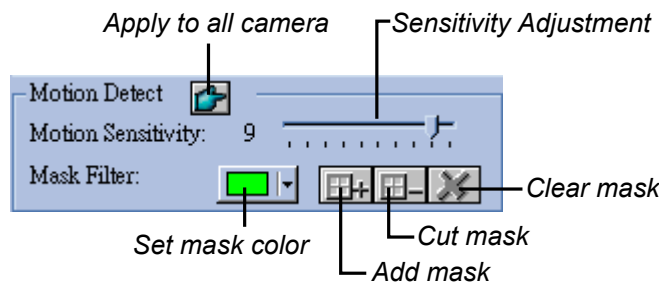 Apply to all camera
Sensitivity Adjustment
Motion Detect
Motion Sensitivity: 9
Mask Filter:
Clear mask
Set mask color
Cut mask
Add mask